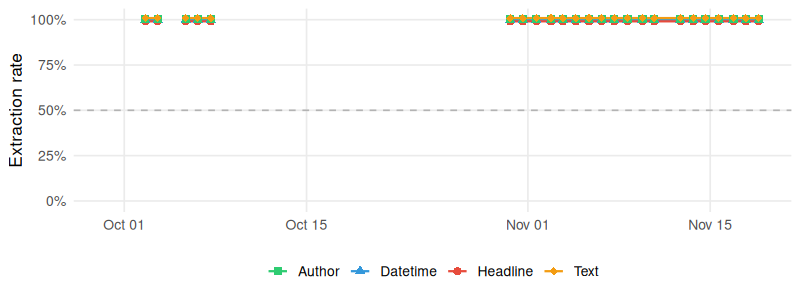 100%
75%
50%
25%
0%
Extraction rate
Oct 01 Oct 15 Nov 01 Nov 15
Author Datetime Headline Text